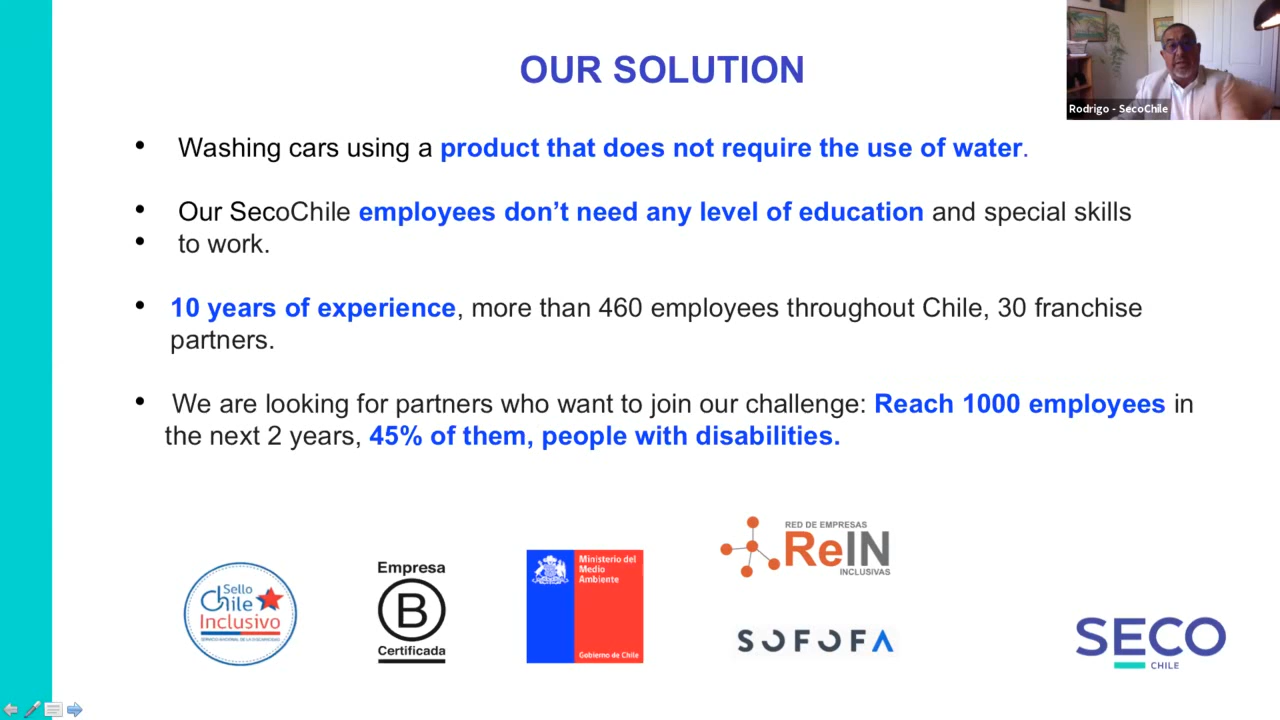 OUR SOLUTION
Rodrigo - SecoChile
• Washing cars using a product that does not require the use of water.
• Our SecoChile employees don’t need any level of education and special skills
• to work.
• 10 years of experience, more than 460 employees throughout Chile, 30 franchise
partners.
• We are looking for partners who want to join our challenge: Reach 1000 employees in
the next 2 years, 45% of them, people with disabilities.
RED DE EMPRESAS
ReIN
INCLUSIVAS
Sello
Chile
Inclusivo
SERVICIO NACIONAL DE LA DISCAPACIDAD
Empresa
B
Certificada
Ministerio del
Medio
Ambiente
Gobierno de Chile
SOFOFA
SECO
CHILE